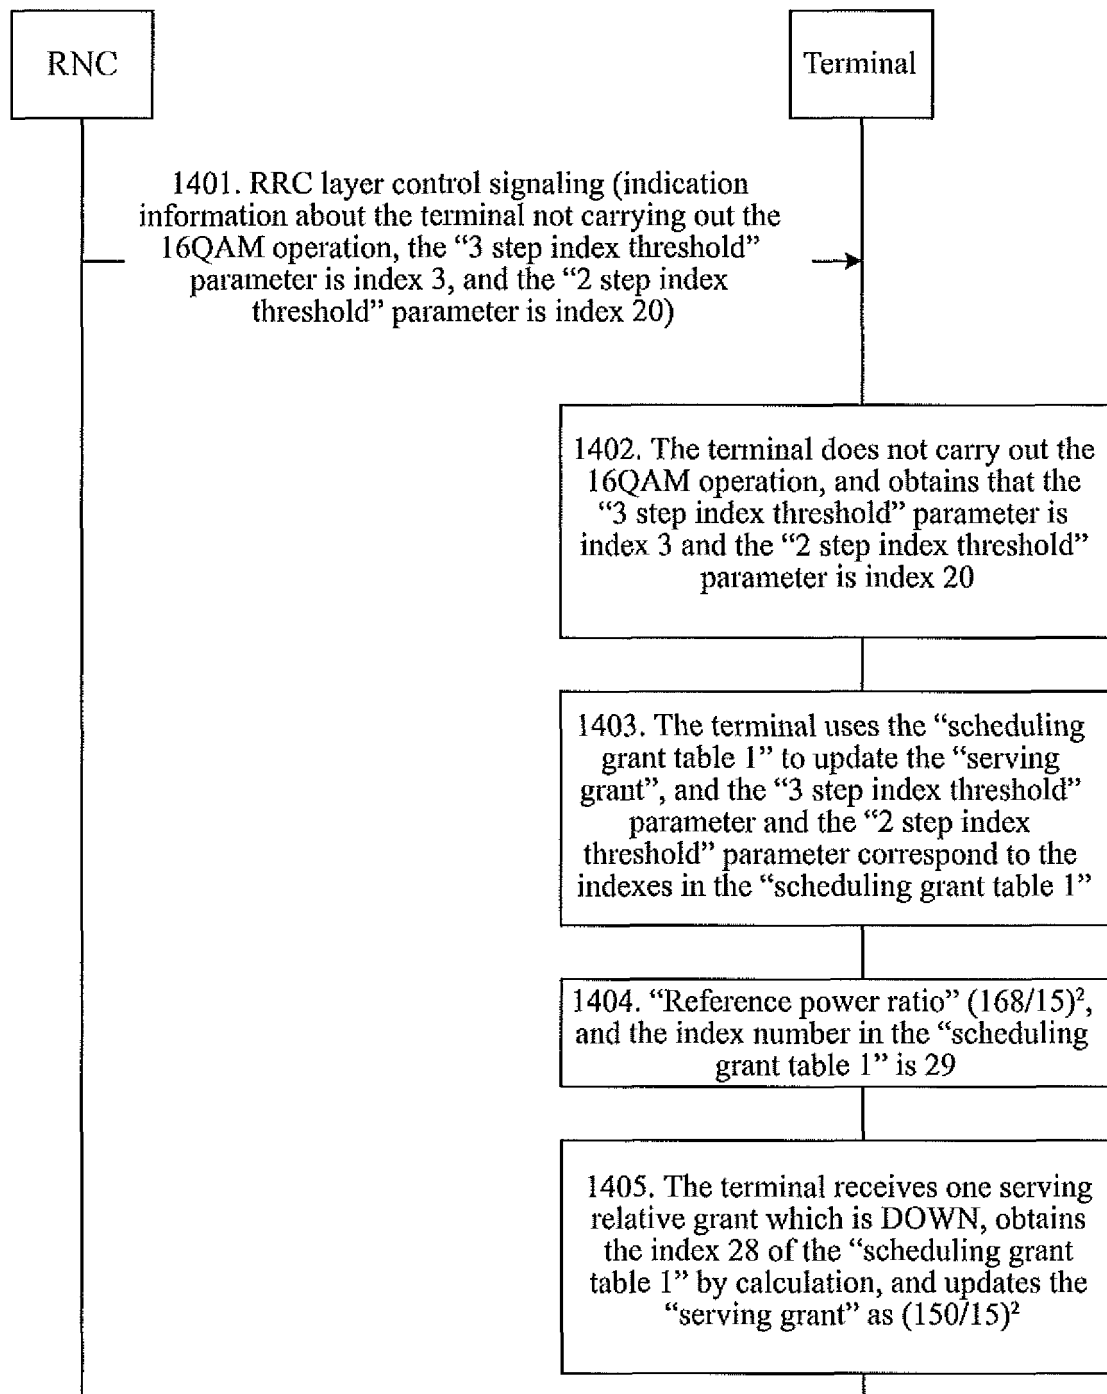 RNC
Terminal
1401. RRC layer control signaling (indication
information about the terminal not carrying out the
16QAM operation, the “3 step index threshold”
parameter is index 3, and the “2 step index
threshold” parameter is index 20)
1402. The terminal does not carry out the
16QAM operation, and obtains that the
“3 step index threshold” parameter is
index 3 and the “2 step index threshold”
parameter is index 20
1403. The terminal uses the “scheduling
grant table 1” to update the “serving
grant”, and the “3 step index threshold”
parameter and the “2 step index
threshold” parameter correspond to the
indexes in the “scheduling grant table 1”
1404. “Reference power ratio” (168/15)²,
and the index number in the “scheduling
grant table 1” is 29
1405. The terminal receives one serving
relative grant which is DOWN, obtains
the index 28 of the “scheduling grant
table 1” by calculation, and updates the
“serving grant” as (150/15)²